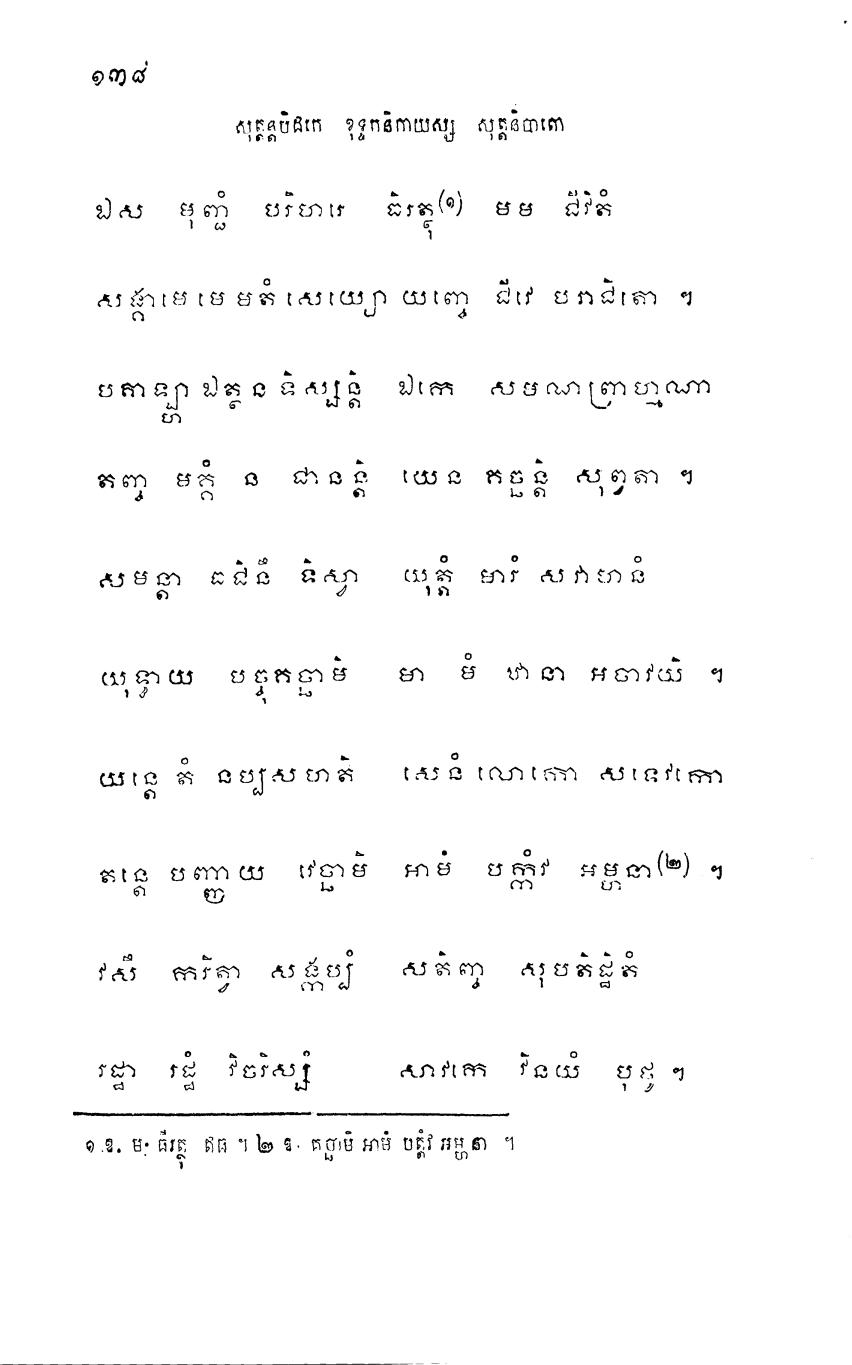 ១៣៨
សុត្តន្តបិដកេ ខុទ្ទកនិកាយស្ស សុត្តនិបាតោ
ឯស មុញ្ជំ បរិហារេ ធិរត្ថុ(១) មម ជីវិតំ
សង្គាមេ មេ មតំ សេយ្យោ យញ្ចេ ជីវេ បរាជិតោ ។
បគាឡ្ហា ឯត្ថ ន ទិស្សន្តិ ឯកេ សមណព្រាហ្មណា
តញ្ច មគ្គំ ន ជានន្តិ យេន គច្ឆន្តិ សុព្វតា ។
សមន្តា ធជិនឹ ទិស្វា យុត្តំ មារំ សវាហនំ
យុទ្ធាយ បច្ចុគច្ឆាមិ មា មំ ឋានា អចាវយិ ។
យន្តេ តំ នប្បសហតិ សេនំ លោកោ សទេវកោ
តន្តេ បញ្ញាយ វេច្ឆាមិ អាមំ បក្កំវ អម្ហនា(២) ។
វសឹ ករិត្វា សង្កប្បំ សតិញ្ច សុបតិដ្ឋិតំ
រដ្ឋា រដ្ឋំ វិចរិស្សំ សាវកេ វិនយំ បុថូ ។
១ ឱ. ម. ធីរត្ថុ ឥធ ។ ២ ឱ. គច្ឆាមិ អាមំ បត្តំវ អម្ហនា ។